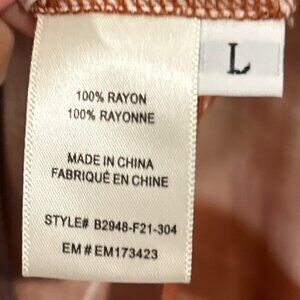 L
100% RAYON
100% RAYONNE
MADE IN CHINA
FABRIQUÉ EN CHINE
STYLE# B2948-F21-304
EM # EM173423